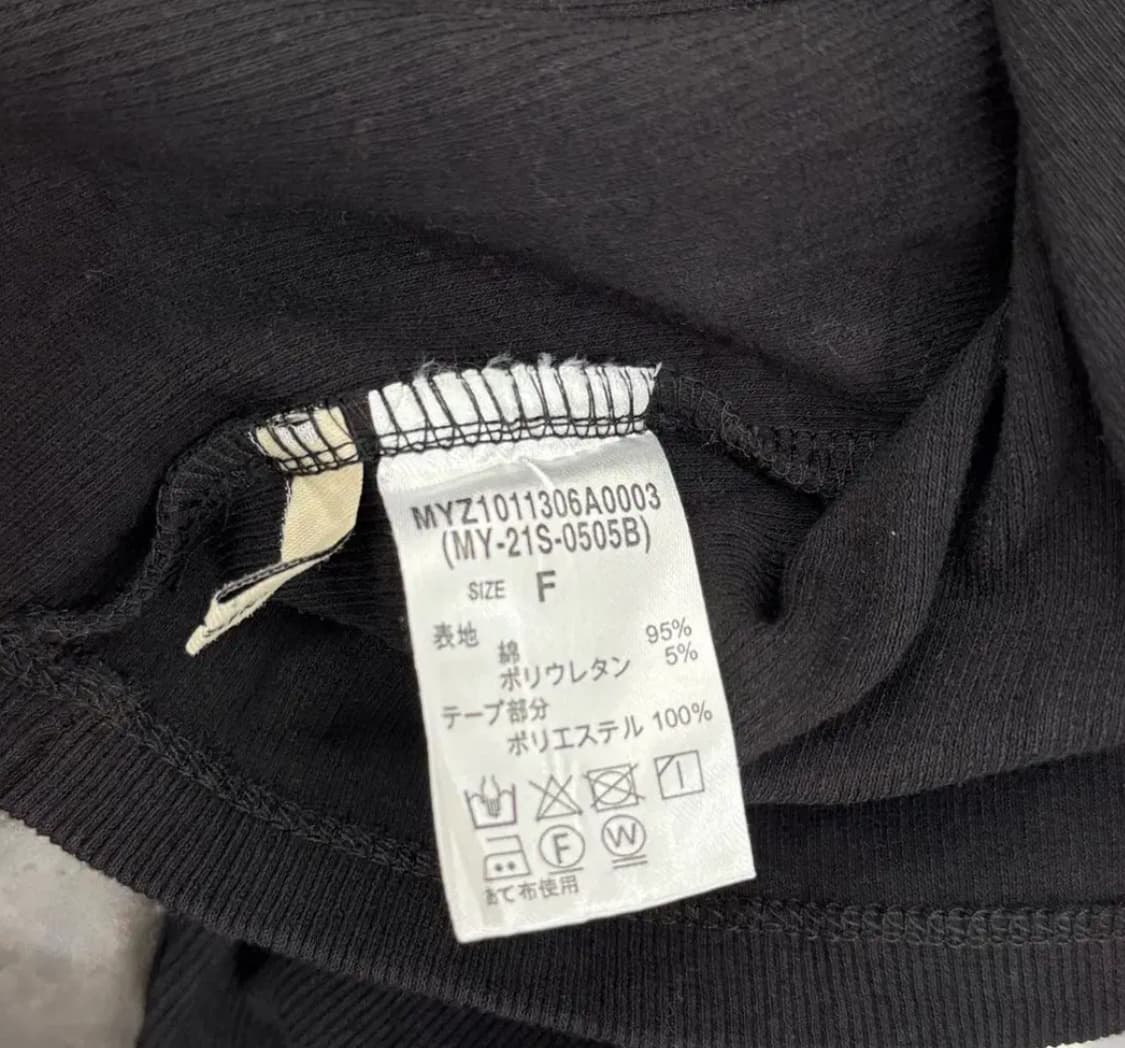 MYZ1011306A0003
(MY-21S-0505B)
SIZE F
表地
綿 95%
ポリウレタン 5%
テープ部分
ポリエステル 100%
F W
あて布使用